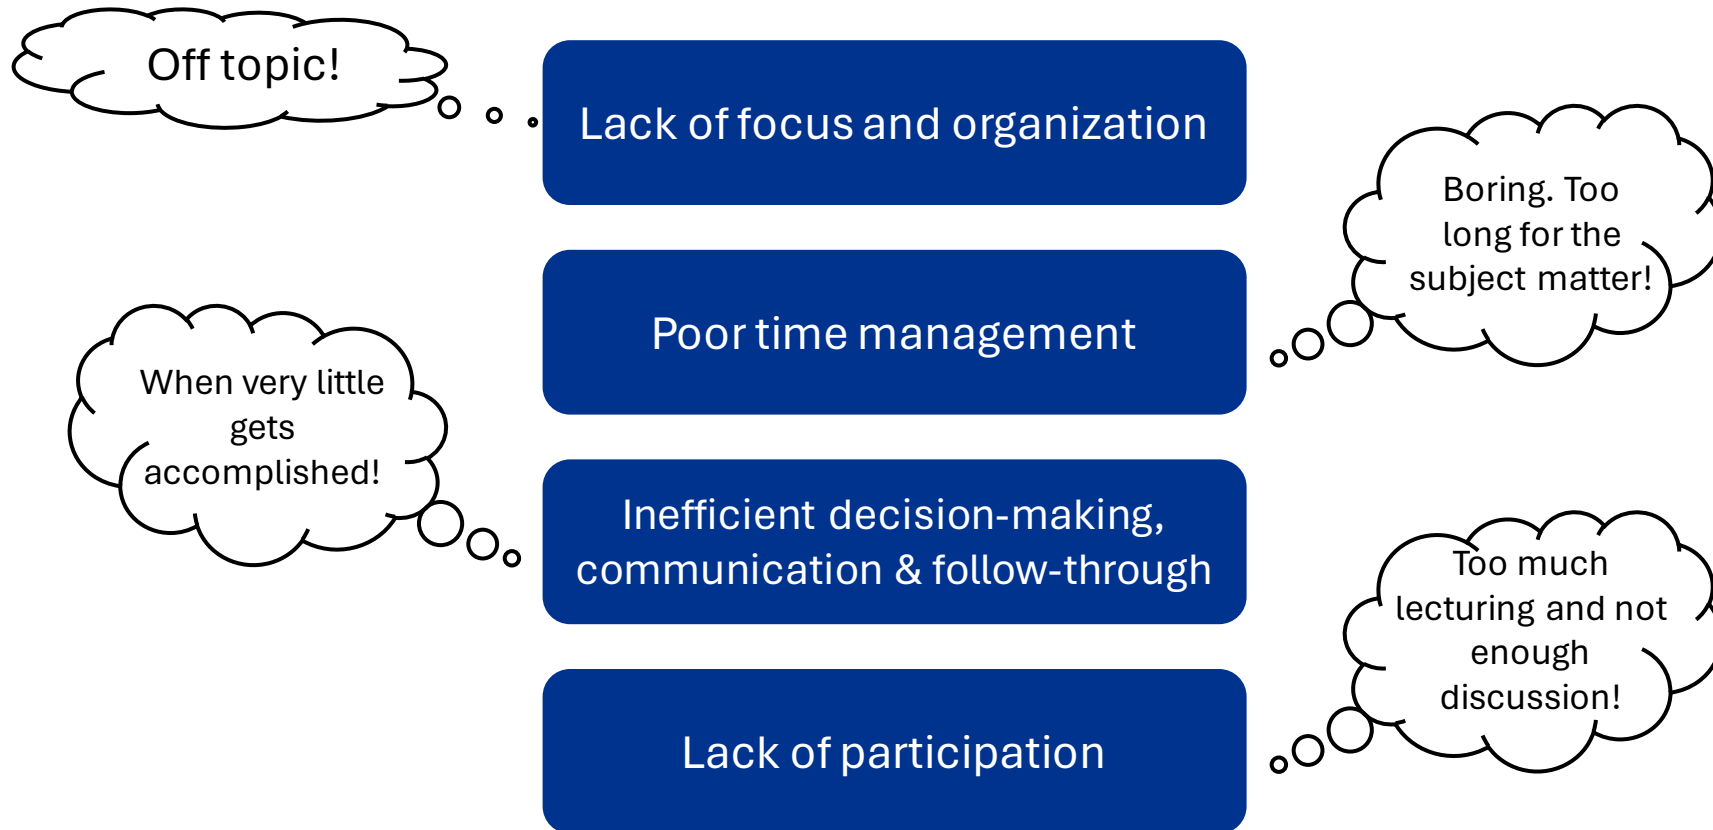 Off topic!
Lack of focus and organization
Boring. Too
long for the
subject matter!
Poor time management
When very little
gets
accomplished!
Inefficient decision-making,
communication & follow-through
Too much
lecturing and not
enough
discussion!
Lack of participation